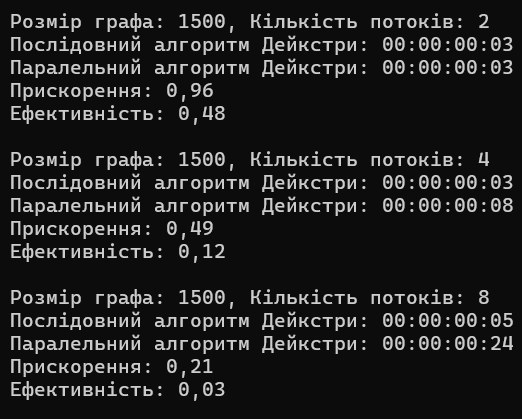 Розмір графа: 1500, Кількість потоків: 2
Послідовний алгоритм Дейкстри: 00:00:00:03
Паралельний алгоритм Дейкстри: 00:00:00:03
Прискорення: 0,96
Ефективність: 0,48
Розмір графа: 1500, Кількість потоків: 4
Послідовний алгоритм Дейкстри: 00:00:00:03
Паралельний алгоритм Дейкстри: 00:00:00:08
Прискорення: 0,49
Ефективність: 0,12
Розмір графа: 1500, Кількість потоків: 8
Послідовний алгоритм Дейкстри: 00:00:00:05
Паралельний алгоритм Дейкстри: 00:00:00:24
Прискорення: 0,21
Ефективність: 0,03